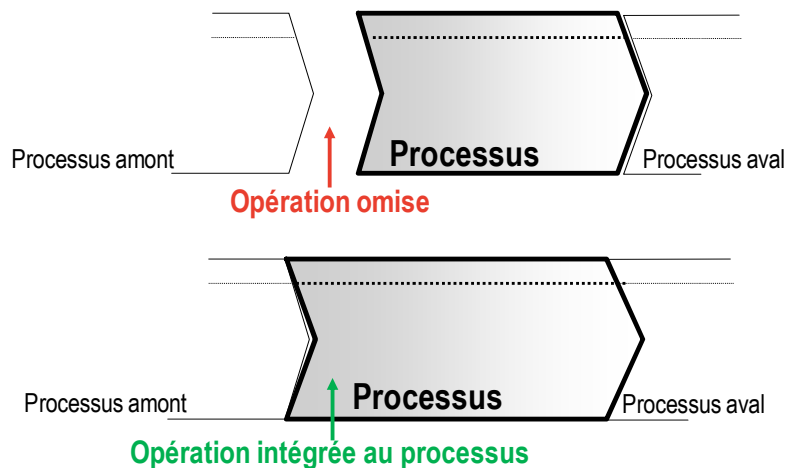 Processus amont
Processus
Processus aval
Opération omise
Processus amont
Processus
Processus aval
Opération intégrée au processus